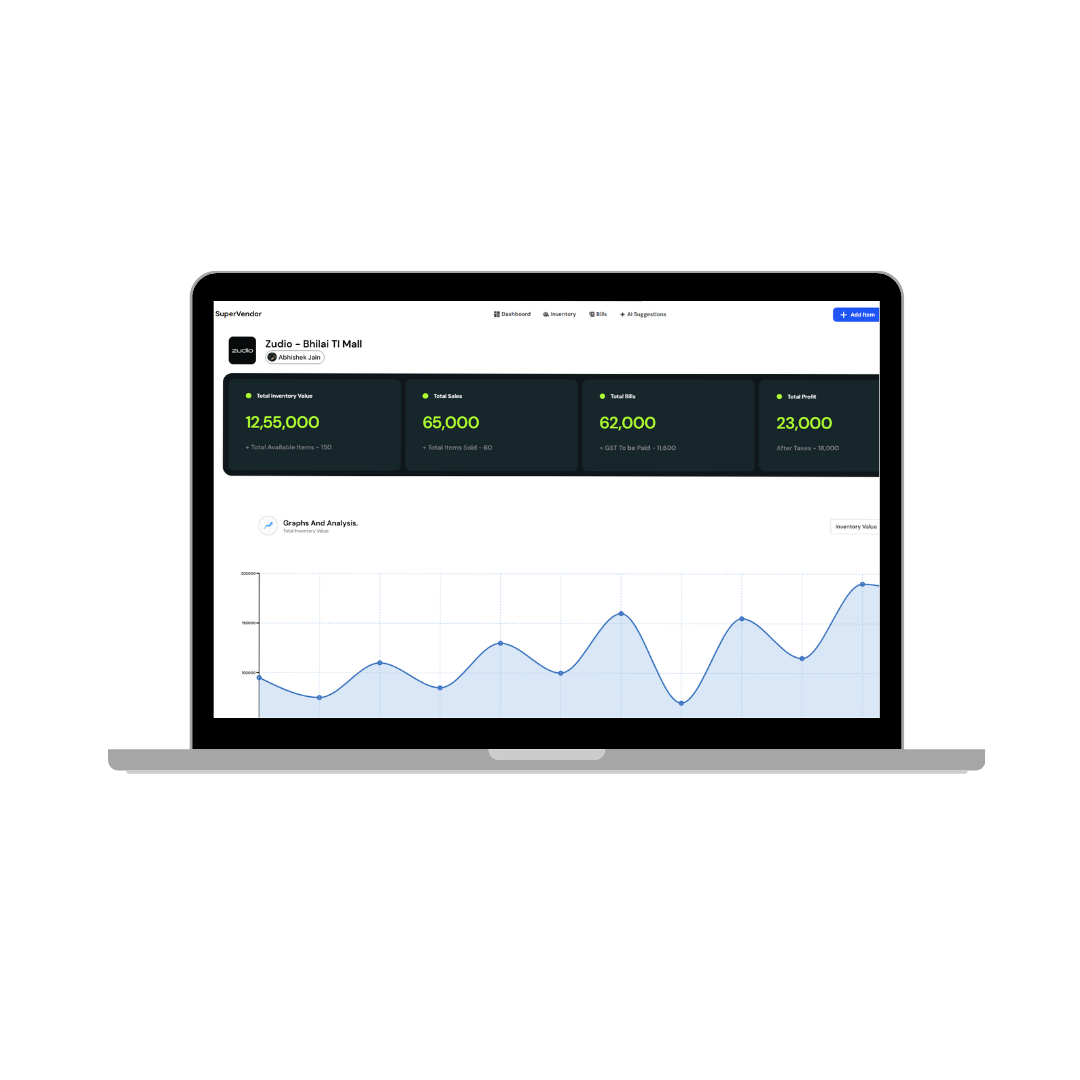 SuperVendor
Dashboard
Inventory
Bills
AI Suggestions
+ Add Item
zudio
Zudio - Bhilai TI Mall
Abhishek Jain
Total Inventory Value
12,55,000
+ Total Available Items - 150
Total Sales
65,000
+ Total Items Sold - 60
Total Bills
62,000
+ GST To be Paid - 11,800
Total Profit
23,000
After Taxes - 18,000
Graphs And Analysis.
Total Inventory Value
Inventory Value
200000
150000
100000